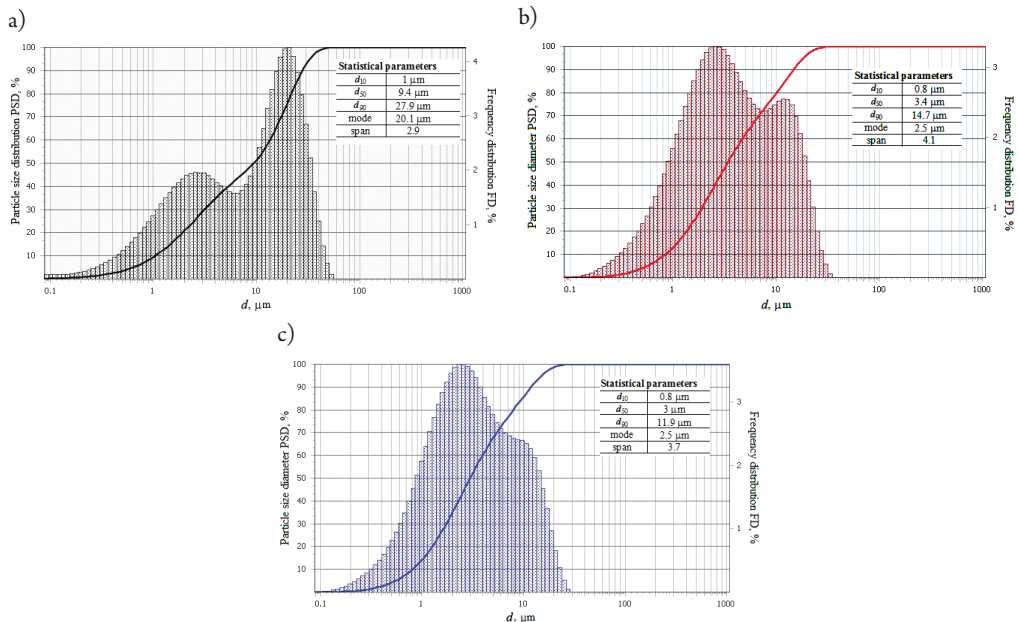 a)
100
90
80
70
60
50
40
30
20
10
Particle size distribution PSD, %
4
3
2
1
Frequency distribution FD, %
Statistical parameters
d10 1 µm
d50 9.4 µm
d90 27.9 µm
mode 20.1 µm
span 2.9
0.1 1 10 100 1000
d, µm
b)
100
90
80
70
60
50
40
30
20
10
Particle size diameter PSD, %
3
2
1
Frequency distribution FD, %
Statistical parameters
d10 0.8 µm
d50 3.4 µm
d90 14.7 µm
mode 2.5 µm
span 4.1
0.1 1 10 100 1000
d, µm
c)
100
90
80
70
60
50
40
30
20
10
Particle size diameter PSD, %
3
2
1
Frequency distribution FD, %
Statistical parameters
d10 0.8 µm
d50 3 µm
d90 11.9 µm
mode 2.5 µm
span 3.7
0.1 1 10 100 1000
d, µm